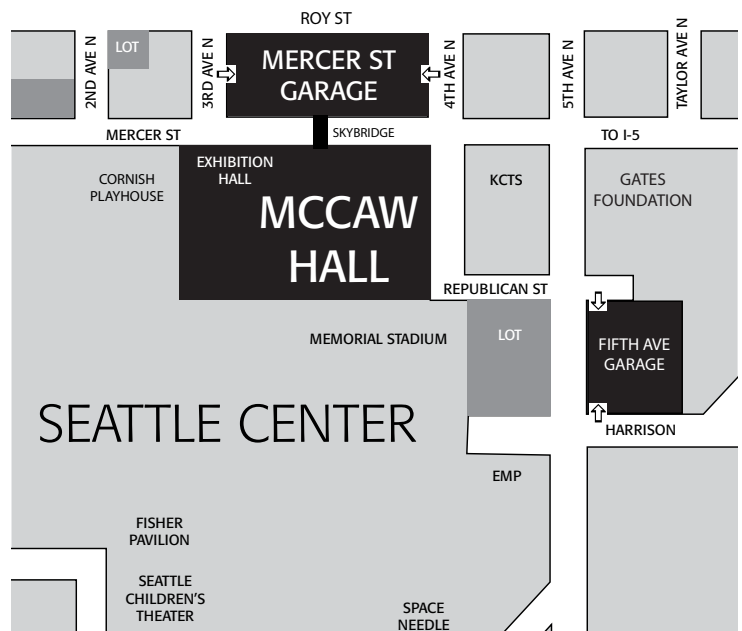 ROY ST
2ND AVE N
LOT
3RD AVE N
MERCER ST
GARAGE
4TH AVE N
5TH AVE N
TAYLOR AVE N
MERCER ST
SKYBRIDGE
TO I-5
CORNISH
PLAYHOUSE
EXHIBITION
HALL
MCCAW
HALL
KCTS
GATES
FOUNDATION
REPUBLICAN ST
MEMORIAL STADIUM
LOT
FIFTH AVE
GARAGE
SEATTLE CENTER
HARRISON
EMP
FISHER
PAVILION
SEATTLE
CHILDREN'S
THEATER
SPACE
NEEDLE